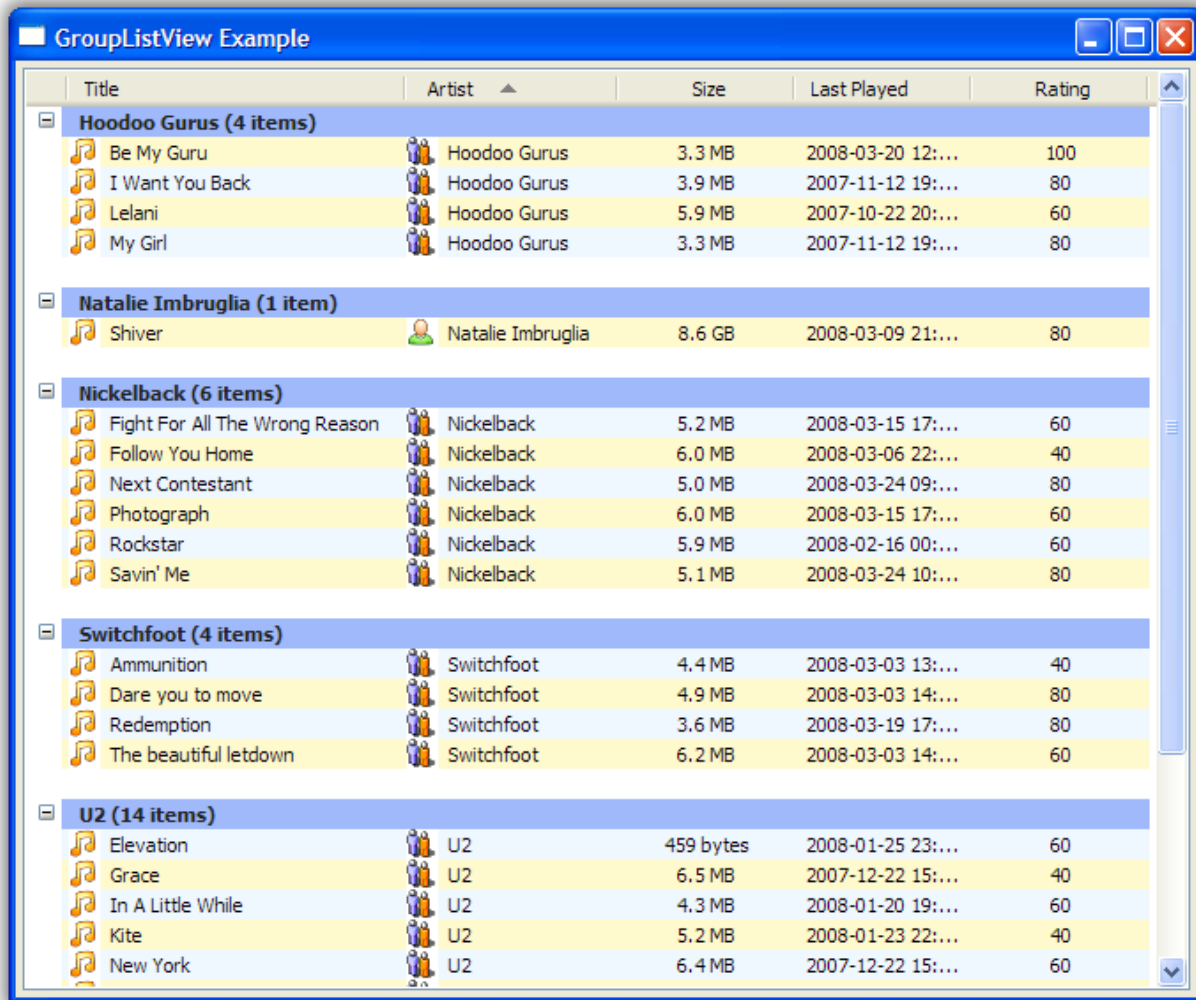 GroupListView Example
Title Artist Size Last Played Rating
Hoodoo Gurus (4 items)
Be My Guru Hoodoo Gurus 3.3 MB 2008-03-20 12:... 100
I Want You Back Hoodoo Gurus 3.9 MB 2007-11-12 19:... 80
Lelani Hoodoo Gurus 5.9 MB 2007-10-22 20:... 60
My Girl Hoodoo Gurus 3.3 MB 2007-11-12 19:... 80
Natalie Imbruglia (1 item)
Shiver Natalie Imbruglia 8.6 GB 2008-03-09 21:... 80
Nickelback (6 items)
Fight For All The Wrong Reason Nickelback 5.2 MB 2008-03-15 17:... 60
Follow You Home Nickelback 6.0 MB 2008-03-06 22:... 40
Next Contestant Nickelback 5.0 MB 2008-03-24 09:... 80
Photograph Nickelback 6.0 MB 2008-03-15 17:... 60
Rockstar Nickelback 5.9 MB 2008-02-16 00:... 60
Savin' Me Nickelback 5.1 MB 2008-03-24 10:... 80
Switchfoot (4 items)
Ammunition Switchfoot 4.4 MB 2008-03-03 13:... 40
Dare you to move Switchfoot 4.9 MB 2008-03-03 14:... 80
Redemption Switchfoot 3.6 MB 2008-03-19 17:... 80
The beautiful letdown Switchfoot 6.2 MB 2008-03-03 14:... 60
U2 (14 items)
Elevation U2 459 bytes 2008-01-25 23:... 60
Grace U2 6.5 MB 2007-12-22 15:... 40
In A Little While U2 4.3 MB 2008-01-20 19:... 60
Kite U2 5.2 MB 2008-01-23 22:... 40
New York U2 6.4 MB 2007-12-22 15:... 60